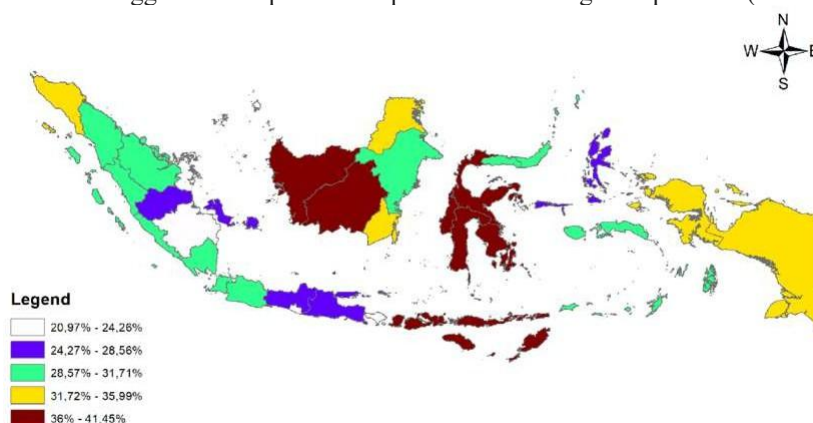 N
W
S
Legend
20,97% - 24,26%
24,27% - 28,56%
28,57% - 31,71%
31,72% - 35,99%
36% - 41,45%